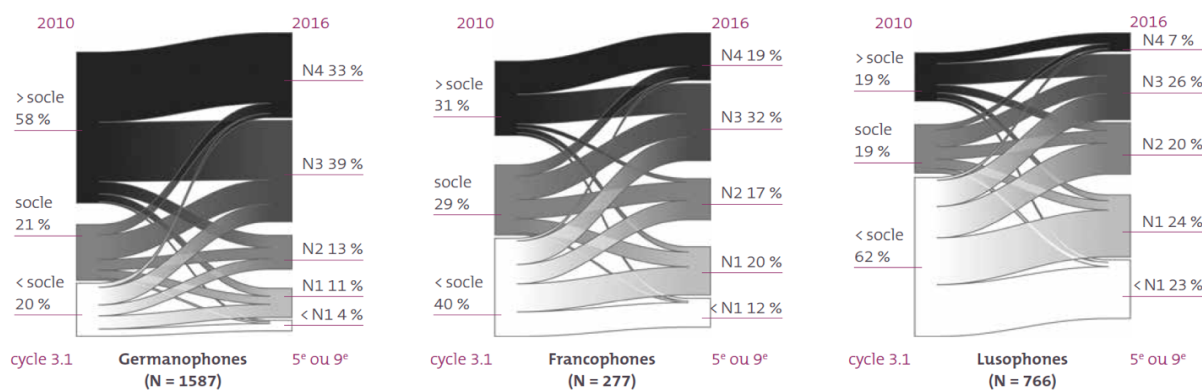 2010
2016
> socle
58 %
socle
21 %
< socle
20 %
N4 33 %
N3 39 %
N2 13 %
N1 11 %
< N1 4 %
cycle 3.1
Germanophones
(N = 1587)
5e ou 9e
2010
2016
> socle
31 %
socle
29 %
< socle
40 %
N4 19 %
N3 32 %
N2 17 %
N1 20 %
< N1 12 %
cycle 3.1
Francophones
(N = 277)
5e ou 9e
2010
2016
> socle
19 %
socle
19 %
< socle
62 %
N4 7 %
N3 26 %
N2 20 %
N1 24 %
< N1 23 %
cycle 3.1
Lusophones
(N = 766)
5e ou 9e